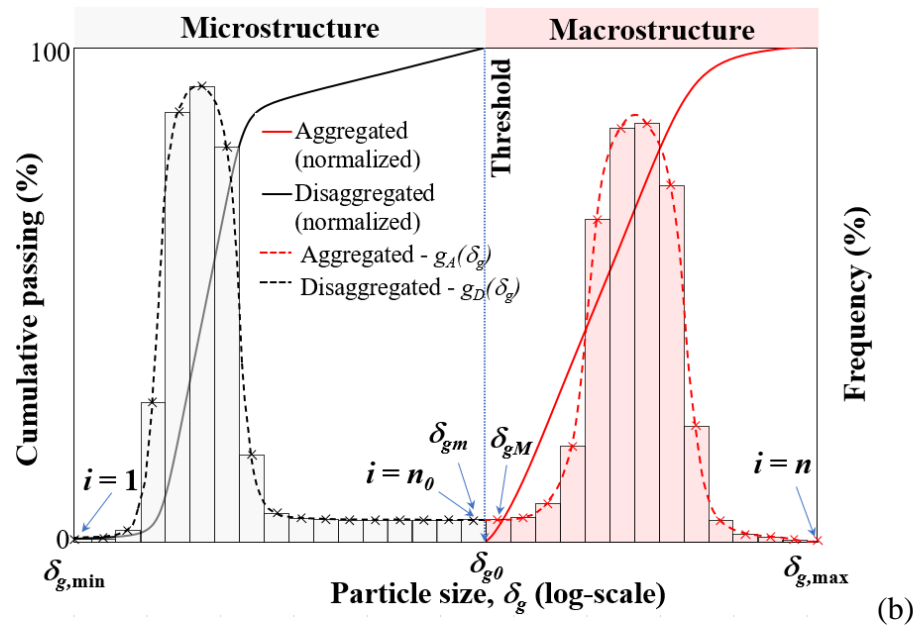 Microstructure
Macrostructure
100
0
Cumulative passing (%)
Frequency (%)
Threshold
Aggregated
(normalized)
Disaggregated
(normalized)
Aggregated - g_A(δ_g)
Disaggregated - g_D(δ_g)
i = 1
δ_gm
i = n_0
δ_gM
i = n
δ_g,min
δ_g0
δ_g,max
Particle size, δ_g (log-scale)
(b)